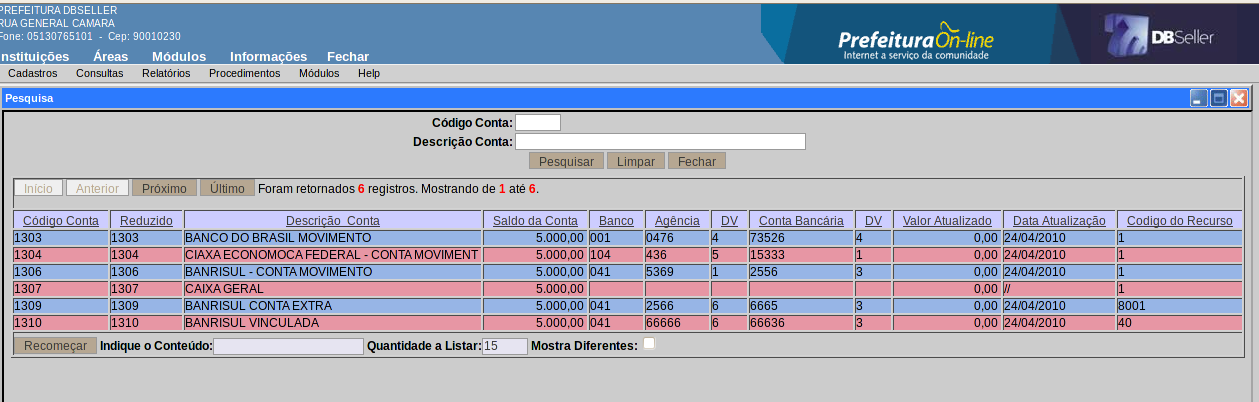 PREFEITURA DBSELLER
RUA GENERAL CAMARA
Fone: 05130765101 - Cep: 90010230
PrefeituraOn-line
Internet a serviço da comunidade
DBSeller
nstituições Áreas Módulos Informações Fechar
Cadastros Consultas Relatórios Procedimentos Módulos Help
Pesquisa
Código Conta:
Descrição Conta:
Pesquisar Limpar Fechar
Início Anterior Próximo Último Foram retornados 6 registros. Mostrando de 1 até 6.
Código Conta Reduzido Descrição Conta Saldo da Conta Banco Agência DV Conta Bancária DV Valor Atualizado Data Atualização Codigo do Recurso
1303 1303 BANCO DO BRASIL MOVIMENTO 5.000,00 001 0476 4 73526 4 0,00 24/04/2010 1
1304 1304 CIAXA ECONOMOCA FEDERAL - CONTA MOVIMENT 5.000,00 104 436 5 15333 1 0,00 24/04/2010 1
1306 1306 BANRISUL - CONTA MOVIMENTO 5.000,00 041 5369 1 2556 3 0,00 24/04/2010 1
1307 1307 CAIXA GERAL 5.000,00 0,00 // 1
1309 1309 BANRISUL CONTA EXTRA 5.000,00 041 2566 6 6665 3 0,00 24/04/2010 8001
1310 1310 BANRISUL VINCULADA 5.000,00 041 66666 6 66636 3 0,00 24/04/2010 40
Recomeçar Indique o Conteúdo: Quantidade a Listar: 15 Mostra Diferentes: